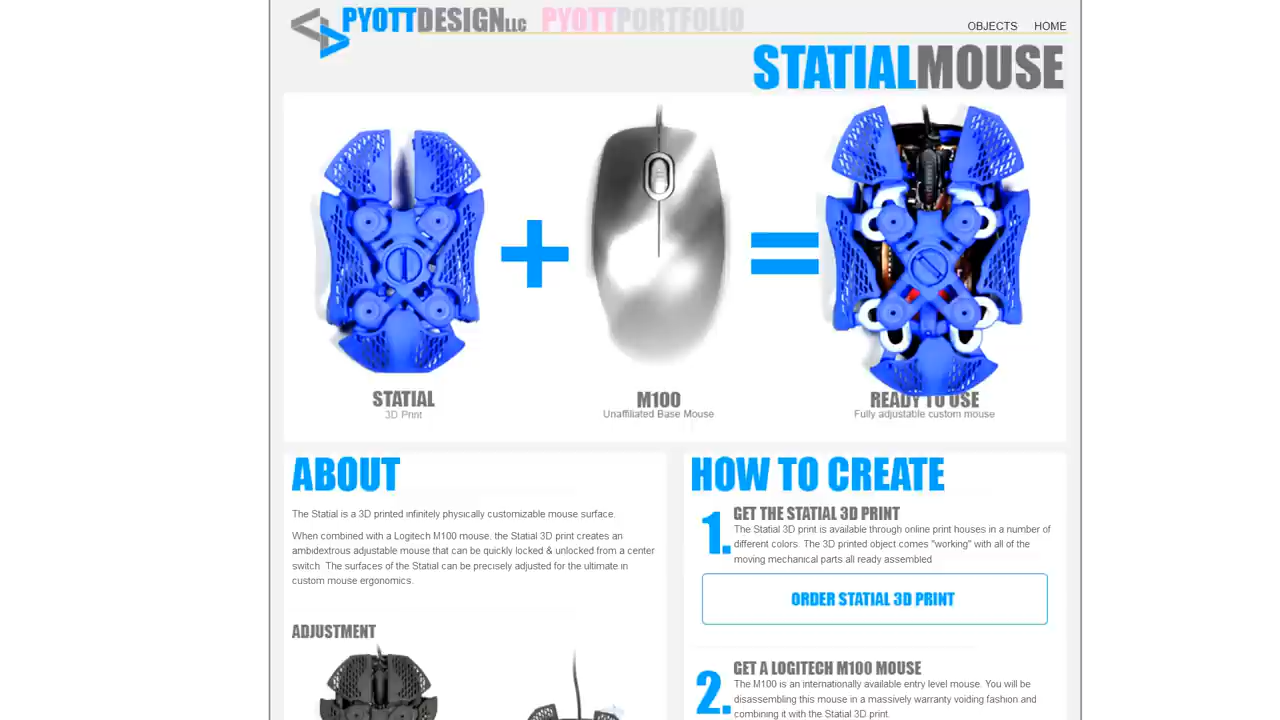 PYOTTDESIGNLLC PYOTTPORTFOLIO
OBJECTS HOME
STATIALMOUSE
STATIAL
3D Print
M100
Unaffiliated Base Mouse
READY TO USE
Fully adjustable custom mouse
ABOUT
The Statial is a 3D printed infinitely physically customizable mouse surface.
When combined with a Logitech M100 mouse, the Statial 3D print creates an
ambidextrous adjustable mouse that can be quickly locked & unlocked from a center
switch. The surfaces of the Statial can be precisely adjusted for the ultimate in
custom mouse ergonomics.
ADJUSTMENT
HOW TO CREATE
1. GET THE STATIAL 3D PRINT
The Statial 3D print is available through online print houses in a number of
different colors. The 3D printed object comes "working" with all of the
moving mechanical parts all ready assembled
ORDER STATIAL 3D PRINT
2. GET A LOGITECH M100 MOUSE
The M100 is an internationally available entry level mouse. You will be
disassembling this mouse in a massively warranty voiding fashion and
combining it with the Statial 3D print.